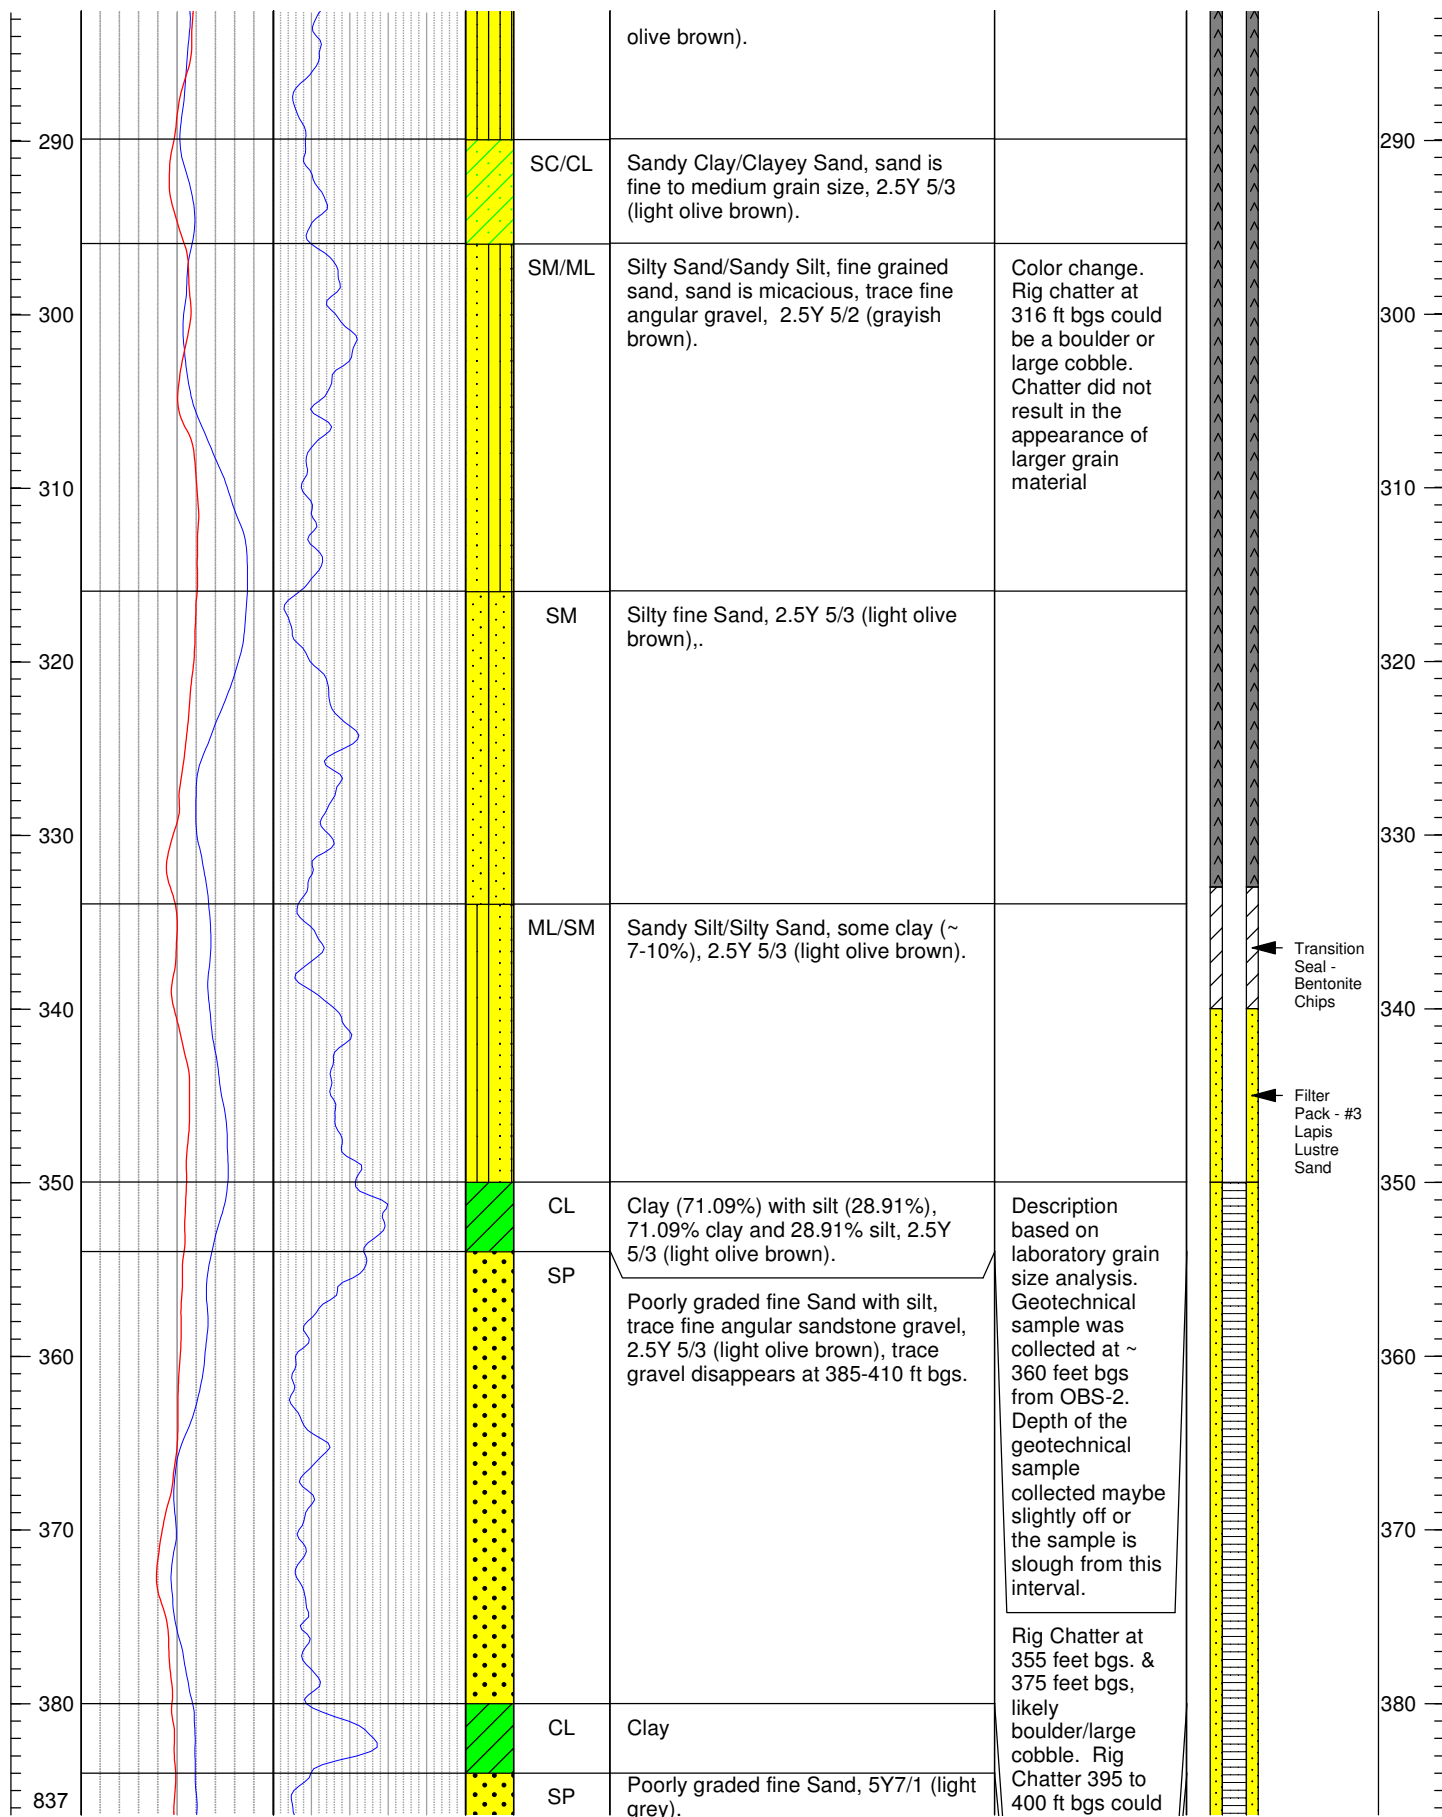 olive brown).
290
SC/CL
Sandy Clay/Clayey Sand, sand is
fine to medium grain size, 2.5Y 5/3
(light olive brown).
290
SM/ML
Silty Sand/Sandy Silt, fine grained
sand, sand is micacious, trace fine
angular gravel,  2.5Y 5/2 (grayish
brown).
Color change.
Rig chatter at
316 ft bgs could
be a boulder or
large cobble.
Chatter did not
result in the
appearance of
larger grain
material
300
300
310
310
SM
Silty fine Sand, 2.5Y 5/3 (light olive
brown),.
320
320
330
330
ML/SM
Sandy Silt/Silty Sand, some clay (~
7-10%), 2.5Y 5/3 (light olive brown).
Transition
Seal -
Bentonite
Chips
340
340
Filter
Pack - #3
Lapis
Lustre
Sand
350
350
CL
Clay (71.09%) with silt (28.91%),
71.09% clay and 28.91% silt, 2.5Y
5/3 (light olive brown).
Description
based on
laboratory grain
size analysis.
Geotechnical
sample was
collected at ~
360 feet bgs
from OBS-2.
Depth of the
geotechnical
sample
collected maybe
slightly off or
the sample is
slough from this
interval.
SP
Poorly graded fine Sand with silt,
trace fine angular sandstone gravel,
2.5Y 5/3 (light olive brown), trace
gravel disappears at 385-410 ft bgs.
360
360
370
370
Rig Chatter at
355 feet bgs. &
375 feet bgs,
likely
boulder/large
cobble.  Rig
Chatter 395 to
400 ft bgs could
380
380
CL
Clay
SP
Poorly graded fine Sand, 5Y7/1 (light
grey).
837